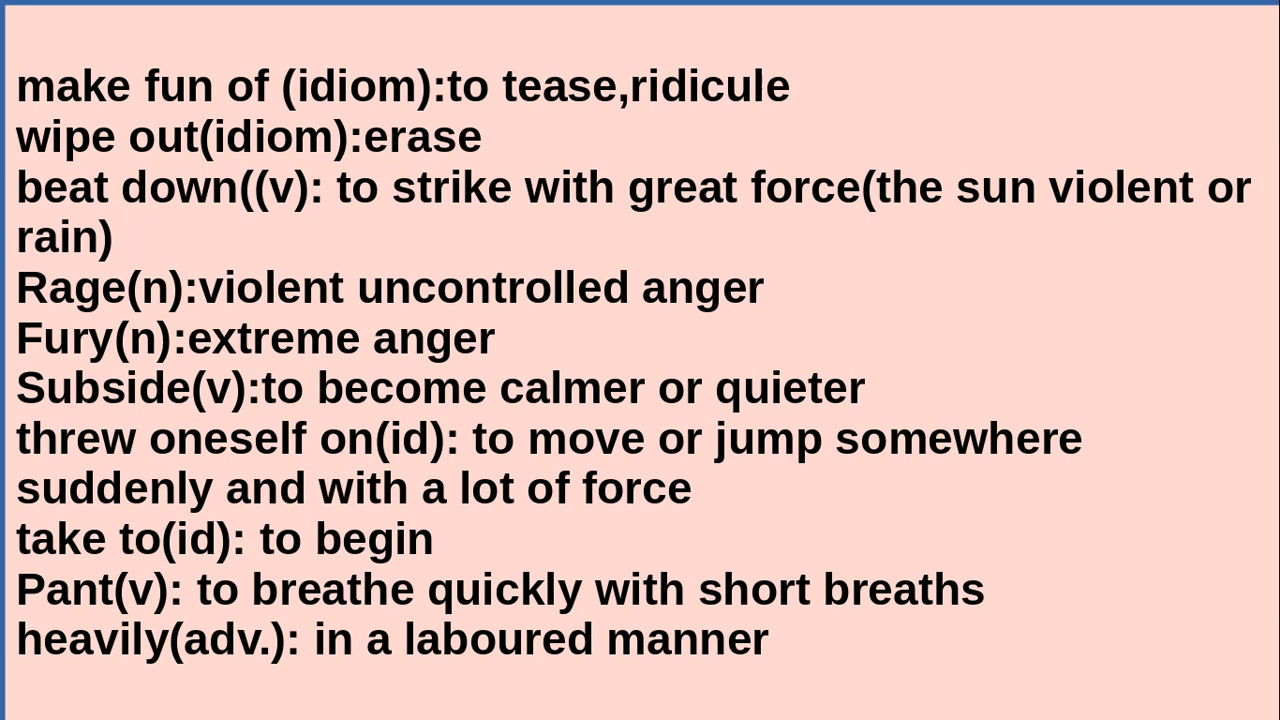 make fun of (idiom):to tease,ridicule
wipe out(idiom):erase
beat down((v): to strike with great force(the sun violent or
rain)
Rage(n):violent uncontrolled anger
Fury(n):extreme anger
Subside(v):to become calmer or quieter
threw oneself on(id): to move or jump somewhere
suddenly and with a lot of force
take to(id): to begin
Pant(v): to breathe quickly with short breaths
heavily(adv.): in a laboured manner